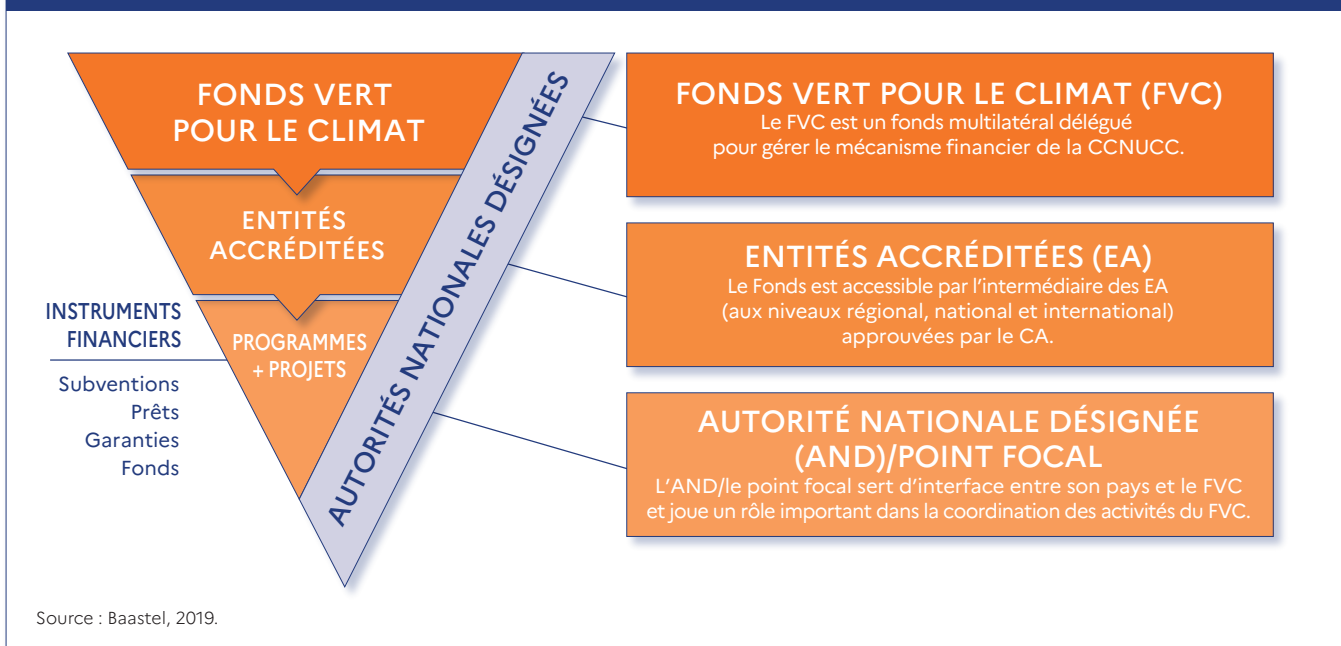 FONDS VERT
POUR LE CLIMAT
ENTITÉS
ACCRÉDITÉES
PROGRAMMES
+ PROJETS
INSTRUMENTS
FINANCIERS
Subventions
Prêts
Garanties
Fonds
AUTORITÉS NATIONALES DÉSIGNÉES
FONDS VERT POUR LE CLIMAT (FVC)
Le FVC est un fonds multilatéral délégué
pour gérer le mécanisme financier de la CCNUCC.
ENTITÉS ACCRÉDITÉES (EA)
Le Fonds est accessible par l’intermédiaire des EA
(aux niveaux régional, national et international)
approuvées par le CA.
AUTORITÉ NATIONALE DÉSIGNÉE
(AND)/POINT FOCAL
L’AND/le point focal sert d’interface entre son pays et le FVC
et joue un rôle important dans la coordination des activités du FVC.
Source : Baastel, 2019.